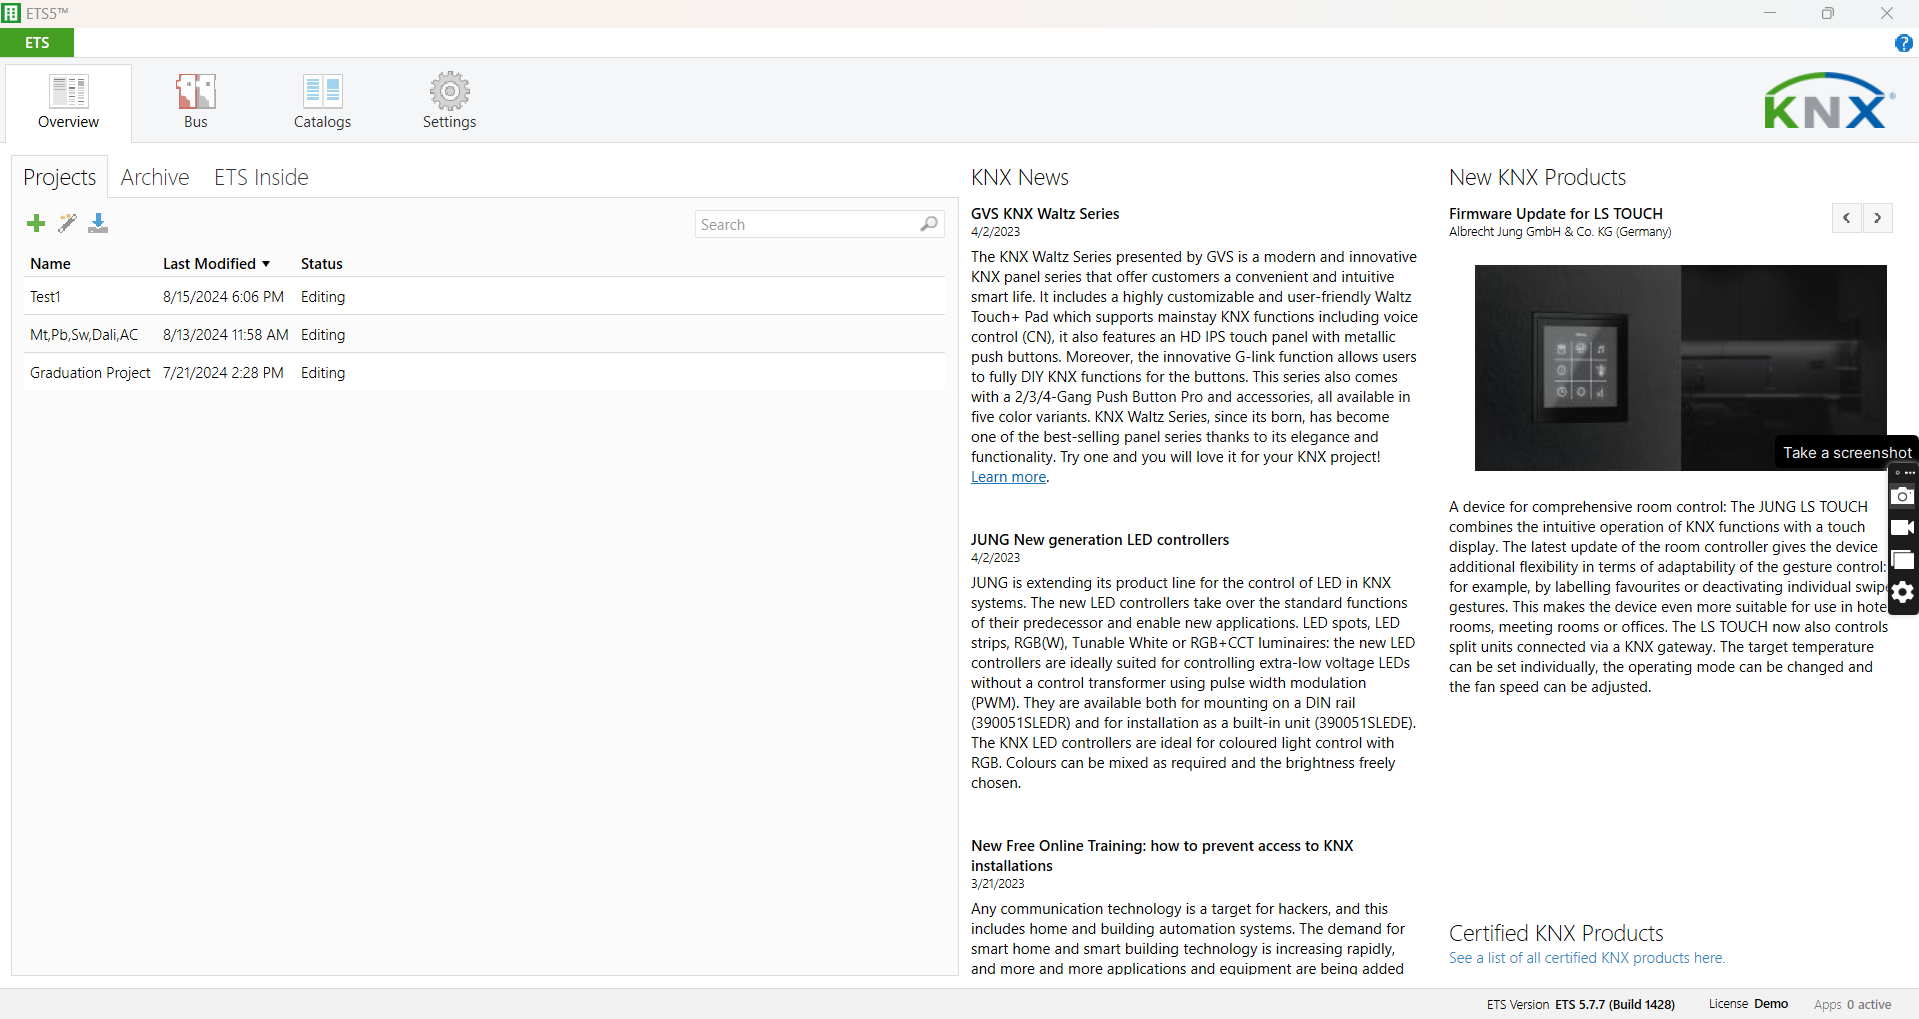 ETS5™
ETS
?
Overview
Bus
Catalogs
Settings
KNX®
Projects
Archive
ETS Inside
Search
Name Last Modified Status
Test1 8/15/2024 6:06 PM Editing
Mt,Pb,Sw,Dali,AC 8/13/2024 11:58 AM Editing
Graduation Project 7/21/2024 2:28 PM Editing
KNX News
GVS KNX Waltz Series
4/2/2023
The KNX Waltz Series presented by GVS is a modern and innovative
KNX panel series that offer customers a convenient and intuitive
smart life. It includes a highly customizable and user-friendly Waltz
Touch+ Pad which supports mainstay KNX functions including voice
control (CN), it also features an HD IPS touch panel with metallic
push buttons. Moreover, the innovative G-link function allows users
to fully DIY KNX functions for the buttons. This series also comes
with a 2/3/4-Gang Push Button Pro and accessories, all available in
five color variants. KNX Waltz Series, since its born, has become
one of the best-selling panel series thanks to its elegance and
functionality. Try one and you will love it for your KNX project!
Learn more.
JUNG New generation LED controllers
4/2/2023
JUNG is extending its product line for the control of LED in KNX
systems. The new LED controllers take over the standard functions
of their predecessor and enable new applications. LED spots, LED
strips, RGB(W), Tunable White or RGB+CCT luminaires: the new LED
controllers are ideally suited for controlling extra-low voltage LEDs
without a control transformer using pulse width modulation
(PWM). They are available both for mounting on a DIN rail
(390051SLEDR) and for installation as a built-in unit (390051SLEDE).
The KNX LED controllers are ideal for coloured light control with
RGB. Colours can be mixed as required and the brightness freely
chosen.
New Free Online Training: how to prevent access to KNX
installations
3/21/2023
Any communication technology is a target for hackers, and this
includes home and building automation systems. The demand for
smart home and smart building technology is increasing rapidly,
and more and more applications and equipment are being added
New KNX Products
Firmware Update for LS TOUCH
Albrecht Jung GmbH & Co. KG (Germany)
Take a screenshot
A device for comprehensive room control: The JUNG LS TOUCH
combines the intuitive operation of KNX functions with a touch
display. The latest update of the room controller gives the device
additional flexibility in terms of adaptability of the gesture control:
for example, by labelling favourites or deactivating individual swipe
gestures. This makes the device even more suitable for use in hote
rooms, meeting rooms or offices. The LS TOUCH now also controls
split units connected via a KNX gateway. The target temperature
can be set individually, the operating mode can be changed and
the fan speed can be adjusted.
Certified KNX Products
See a list of all certified KNX products here.
ETS Version ETS 5.7.7 (Build 1428) License Demo Apps 0 active